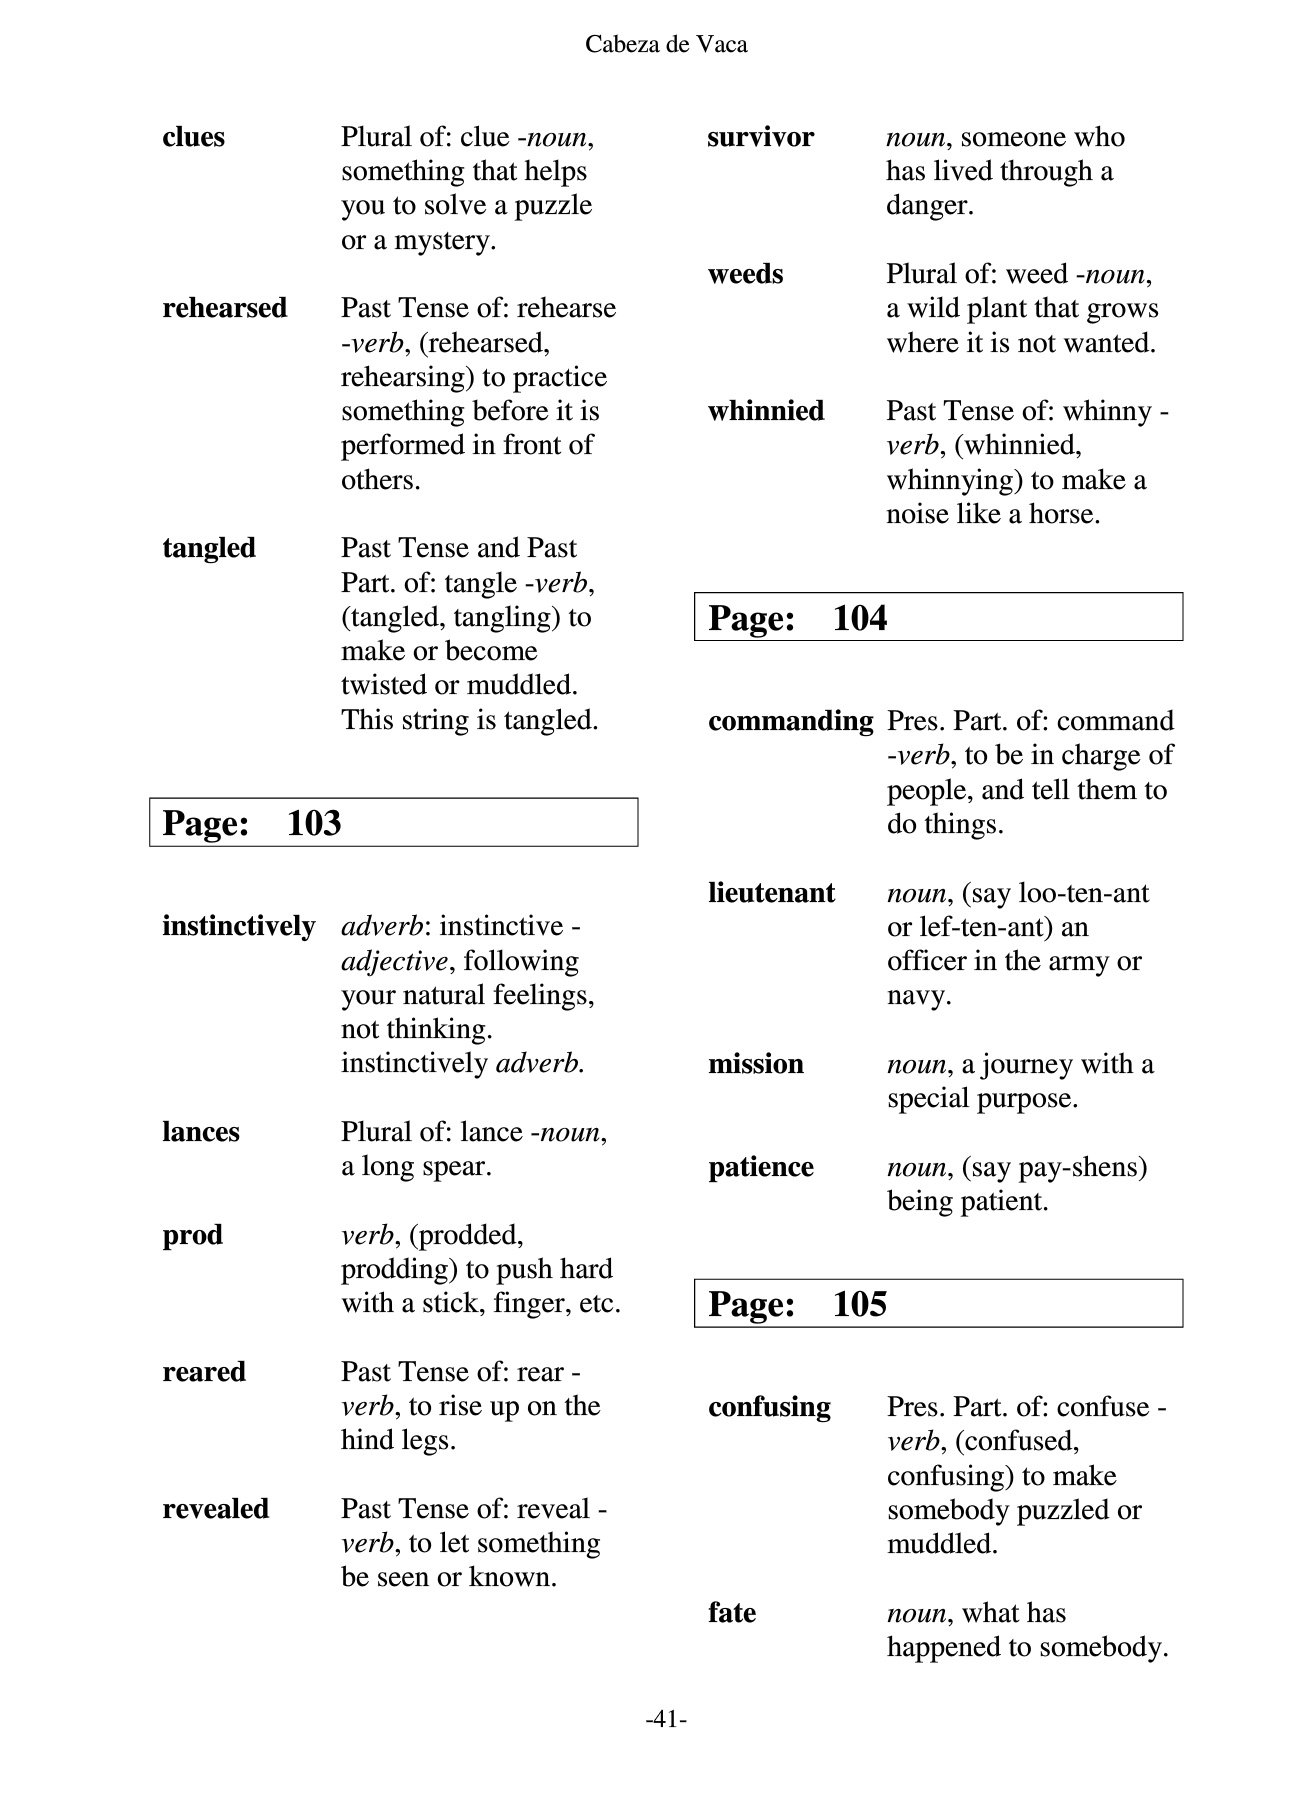 Cabeza de Vaca
clues Plural of: clue -noun,
something that helps
you to solve a puzzle
or a mystery.
rehearsed Past Tense of: rehearse
-verb, (rehearsed,
rehearsing) to practice
something before it is
performed in front of
others.
tangled Past Tense and Past
Part. of: tangle -verb,
(tangled, tangling) to
make or become
twisted or muddled.
This string is tangled.
Page: 103
instinctively adverb: instinctive -
adjective, following
your natural feelings,
not thinking.
instinctively adverb.
lances Plural of: lance -noun,
a long spear.
prod verb, (prodded,
prodding) to push hard
with a stick, finger, etc.
reared Past Tense of: rear -
verb, to rise up on the
hind legs.
revealed Past Tense of: reveal -
verb, to let something
be seen or known.
survivor noun, someone who
has lived through a
danger.
weeds Plural of: weed -noun,
a wild plant that grows
where it is not wanted.
whinnied Past Tense of: whinny -
verb, (whinnied,
whinnying) to make a
noise like a horse.
Page: 104
commanding Pres. Part. of: command
-verb, to be in charge of
people, and tell them to
do things.
lieutenant noun, (say loo-ten-ant
or lef-ten-ant) an
officer in the army or
navy.
mission noun, a journey with a
special purpose.
patience noun, (say pay-shens)
being patient.
Page: 105
confusing Pres. Part. of: confuse -
verb, (confused,
confusing) to make
somebody puzzled or
muddled.
fate noun, what has
happened to somebody.
-41-